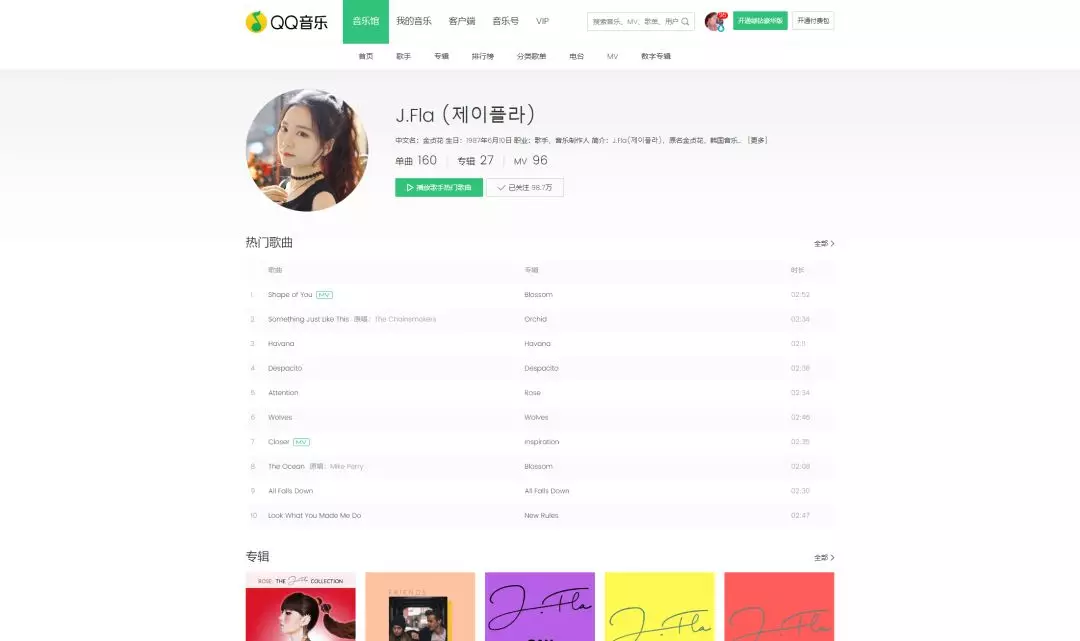 QQ音乐 音乐馆 我的音乐 客户端 音乐号 VIP 搜索音乐、MV、歌单、用户 开通绿钻豪华版 开通付费包
首页 歌手 专辑 排行榜 分类歌单 电台 MV 数字专辑
J.Fla (제이플라)
中文名：金贞花 生日：1987年6月10日 职业：歌手、音乐制作人 简介：J.Fla(제이플라)，原名金贞花，韩国音乐... [更多]
单曲 160 专辑 27 MV 96
播放歌手热门歌曲 已关注 98.7万
热门歌曲 全部
歌曲 专辑 时长
1 Shape of You MV Blossom 02:52
2 Something Just Like This 原唱：The Chainsmokers Orchid 02:34
3 Havana Havana 02:11
4 Despacito Despacito 02:38
5 Attention Rose 02:34
6 Wolves Wolves 02:46
7 Closer MV Inspiration 02:35
8 The Ocean 原唱：Mike Perry Blossom 02:08
9 All Falls Down All Falls Down 02:30
10 Look What You Made Me Do New Rules 02:47
专辑 全部
ROSE: THE J.Fla COLLECTION
FRIENDS
J.Fla
J.Fla
J.Fla